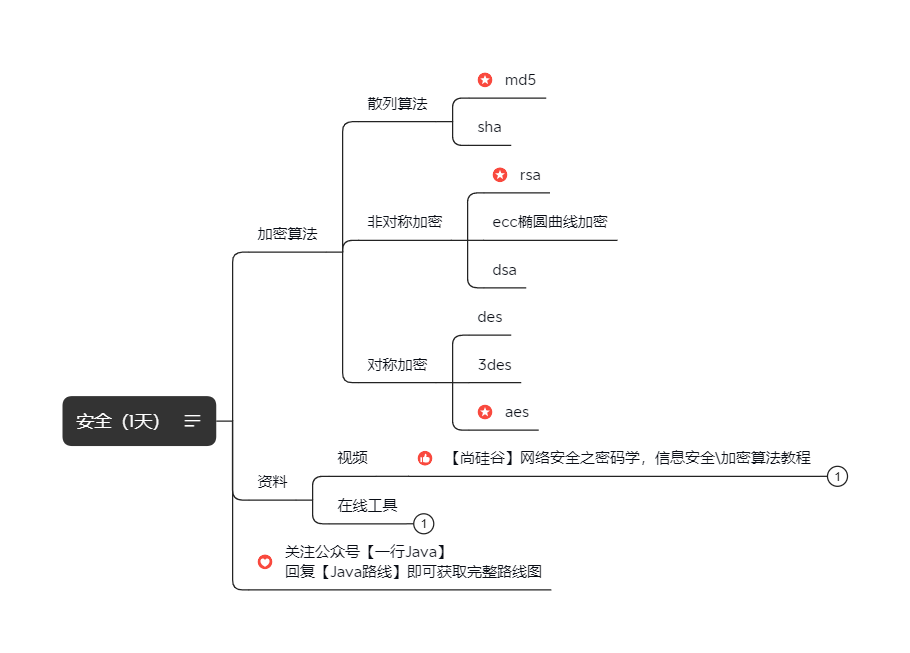 安全（1天）
加密算法
散列算法
md5
sha
非对称加密
rsa
ecc椭圆曲线加密
dsa
对称加密
des
3des
aes
资料
视频
【尚硅谷】网络安全之密码学，信息安全\加密算法教程
1
在线工具
1
关注公众号【一行Java】
回复【Java路线】即可获取完整路线图